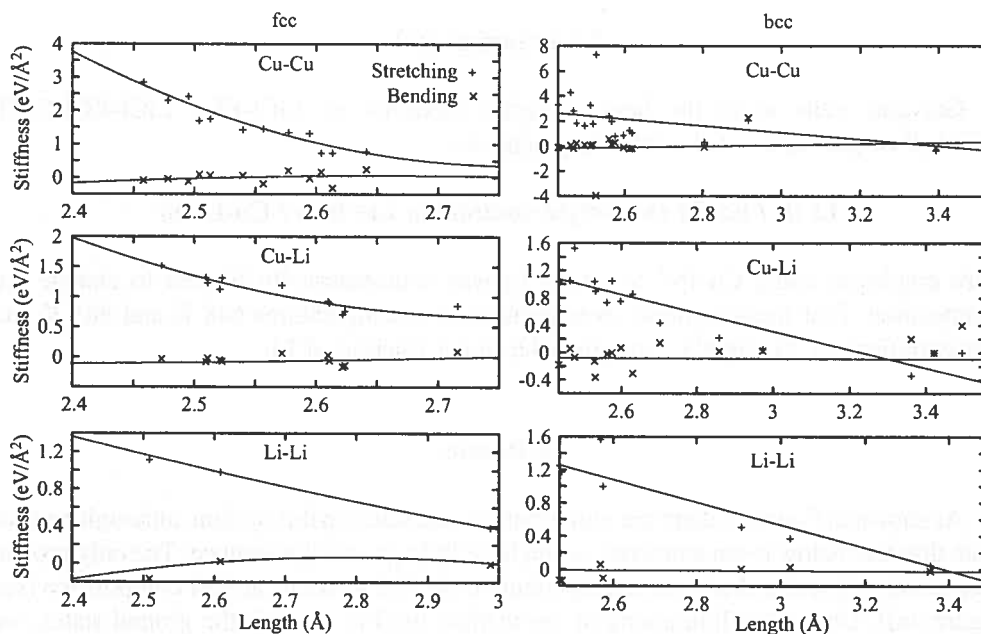 fcc
Stiffness (eV/Å²)
4
3
2
1
0
Cu-Cu
Stretching +
Bending ×
2.4 2.5 2.6 2.7
bcc
8
6
4
2
0
-2
-4
Cu-Cu
2.6 2.8 3 3.2 3.4
Stiffness (eV/Å²)
2
1.5
1
0.5
0
Cu-Li
2.4 2.5 2.6 2.7
1.6
1.2
0.8
0.4
0
-0.4
Cu-Li
2.6 2.8 3 3.2 3.4
Stiffness (eV/Å²)
1.2
0.8
0.4
0
Li-Li
2.4 2.5 2.6 2.7 2.8 2.9 3
Length (Å)
1.6
1.2
0.8
0.4
0
Li-Li
2.6 2.8 3 3.2 3.4
Length (Å)